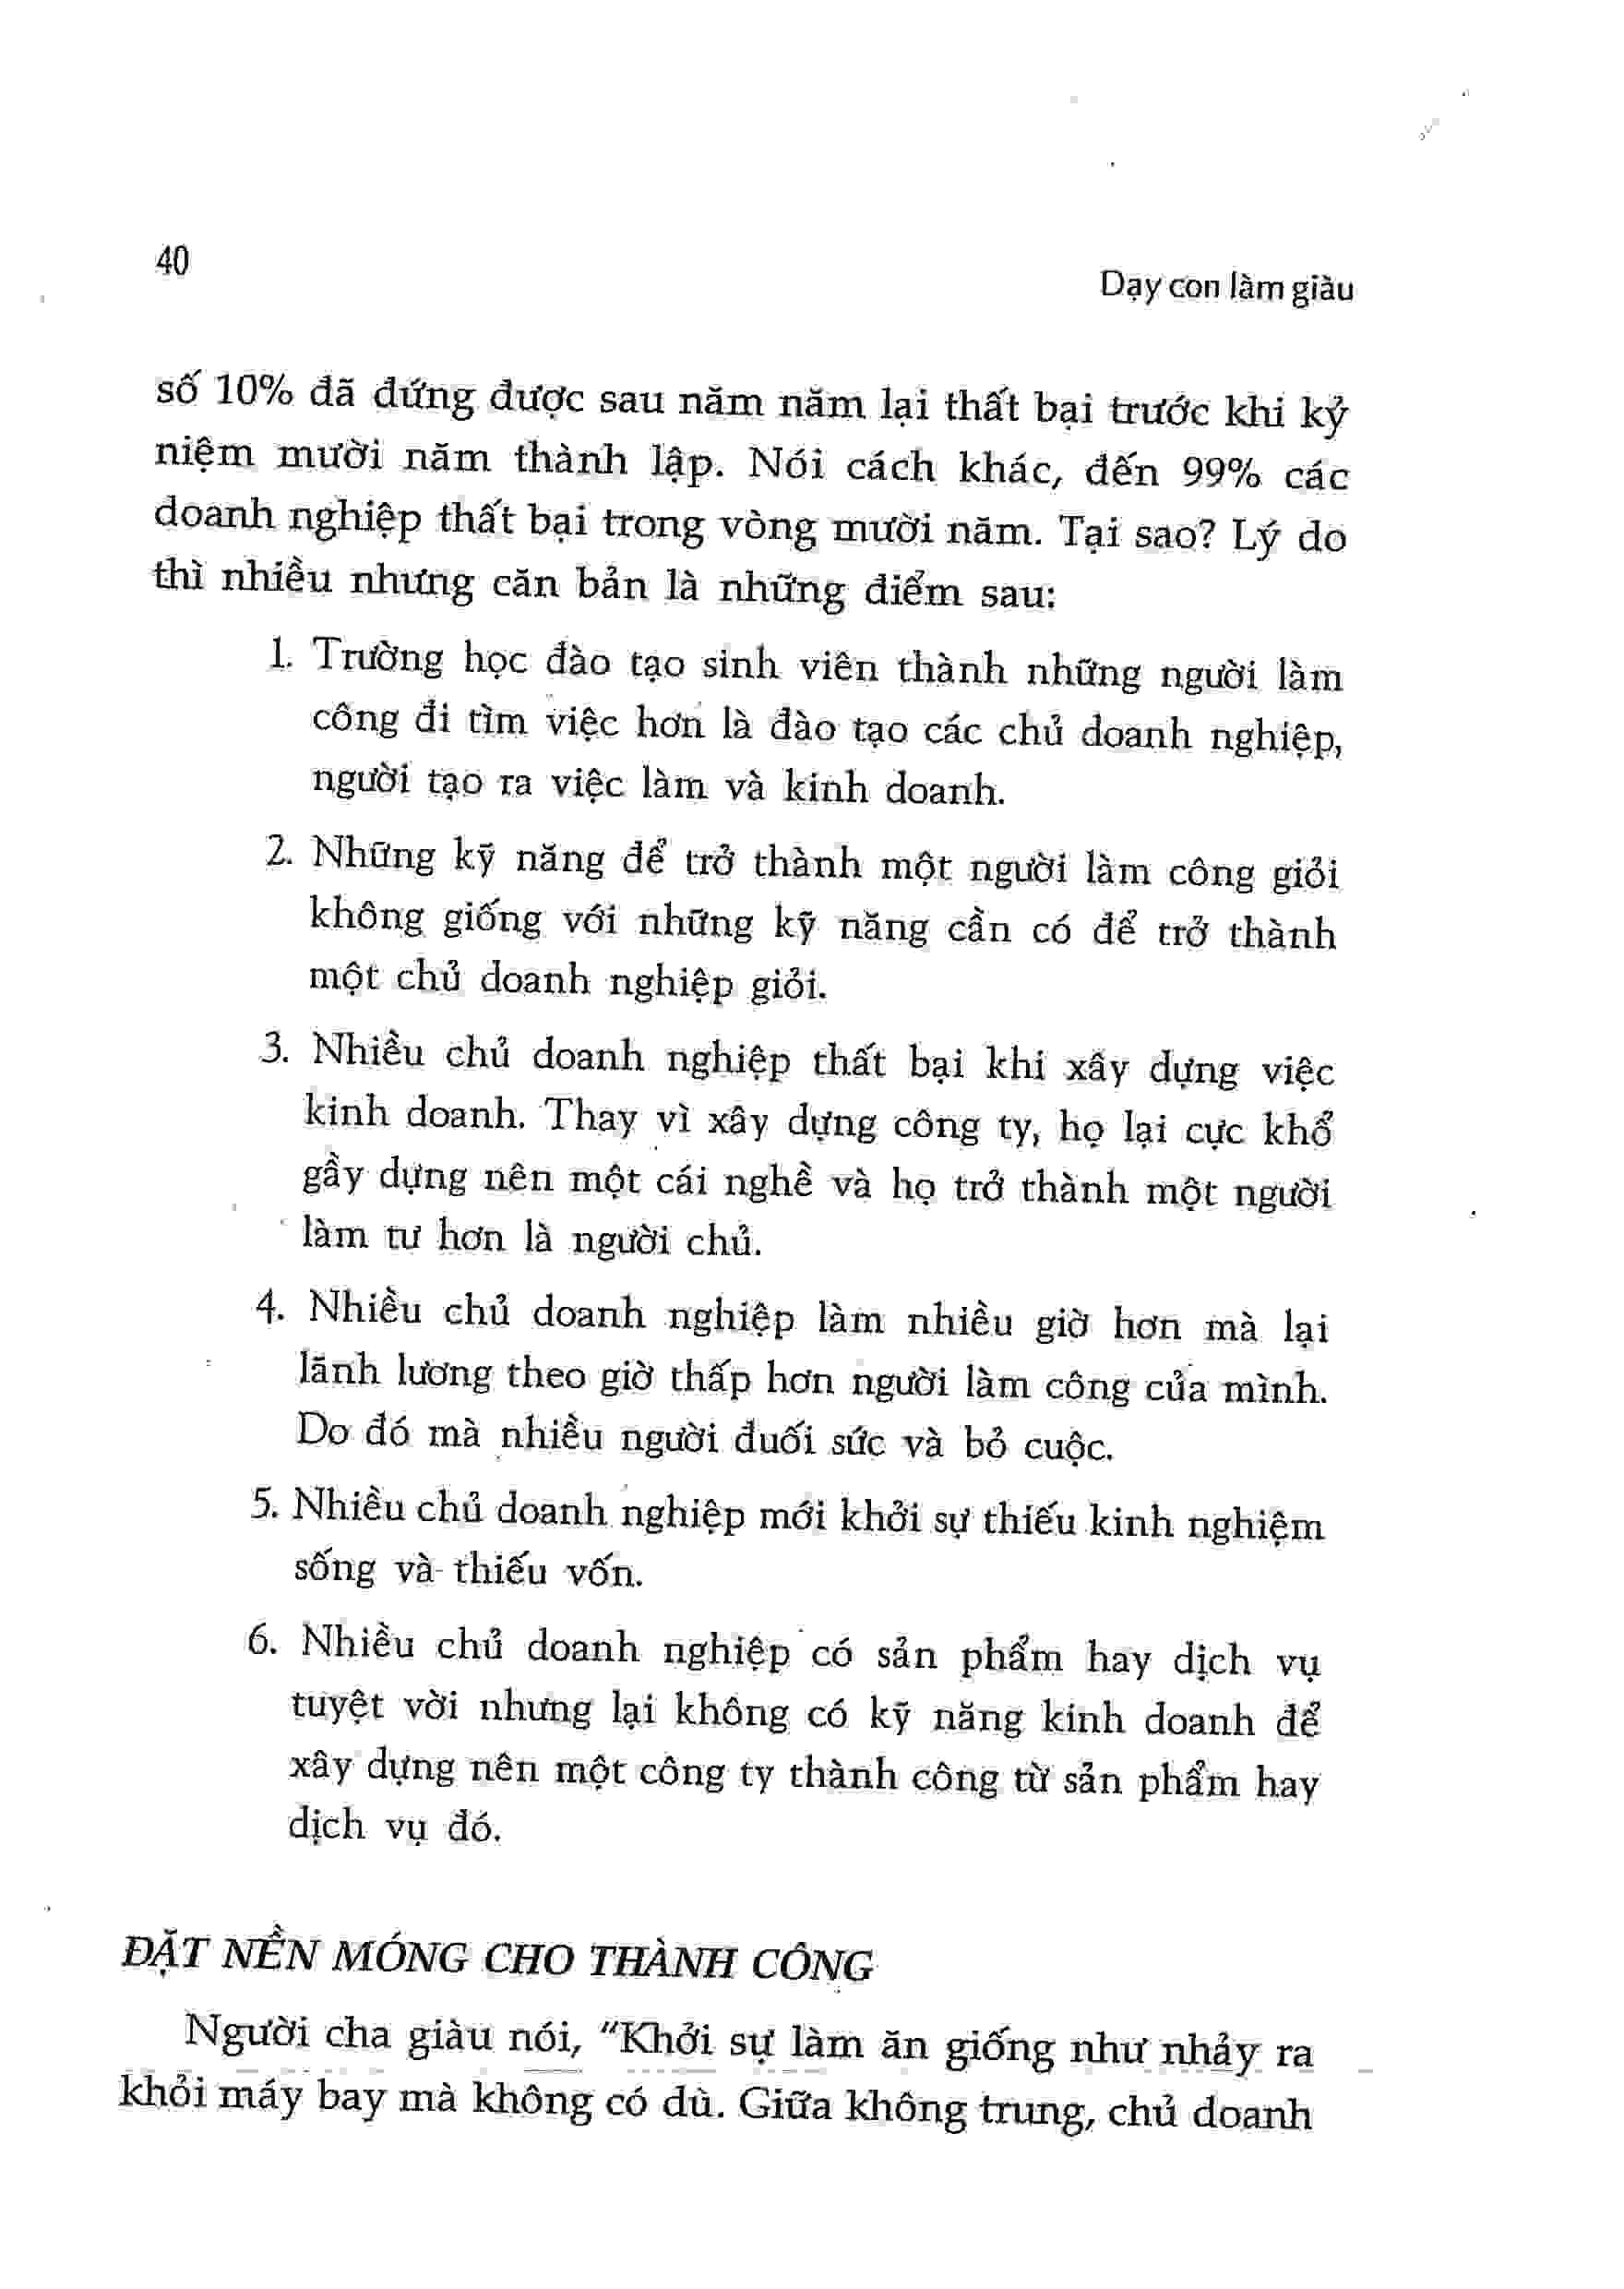 40
Dạy con làm giàu
số 10% đã đứng được sau năm năm lại thất bại trước khi kỷ
niệm mười năm thành lập. Nói cách khác, đến 99% các
doanh nghiệp thất bại trong vòng mười năm. Tại sao? Lý do
thì nhiều nhưng căn bản là những điểm sau:
1. Trường học đào tạo sinh viên thành những người làm
công đi tìm việc hơn là đào tạo các chủ doanh nghiệp,
người tạo ra việc làm và kinh doanh.
2. Những kỹ năng để trở thành một người làm công giỏi
không giống với những kỹ năng cần có để trở thành
một chủ doanh nghiệp giỏi.
3. Nhiều chủ doanh nghiệp thất bại khi xây dựng việc
kinh doanh. Thay vì xây dựng công ty, họ lại cực khổ
gầy dựng nên một cái nghề và họ trở thành một người
làm tư hơn là người chủ.
4. Nhiều chủ doanh nghiệp làm nhiều giờ hơn mà lại
lãnh lương theo giờ thấp hơn người làm công của mình.
Do đó mà nhiều người đuối sức và bỏ cuộc.
5. Nhiều chủ doanh nghiệp mới khởi sự thiếu kinh nghiệm
sống và thiếu vốn.
6. Nhiều chủ doanh nghiệp có sản phẩm hay dịch vụ
tuyệt vời nhưng lại không có kỹ năng kinh doanh để
xây dựng nên một công ty thành công từ sản phẩm hay
dịch vụ đó.
ĐẶT NỀN MÓNG CHO THÀNH CÔNG
Người cha giàu nói, “Khởi sự làm ăn giống như nhảy ra
khỏi máy bay mà không có dù. Giữa không trung, chủ doanh